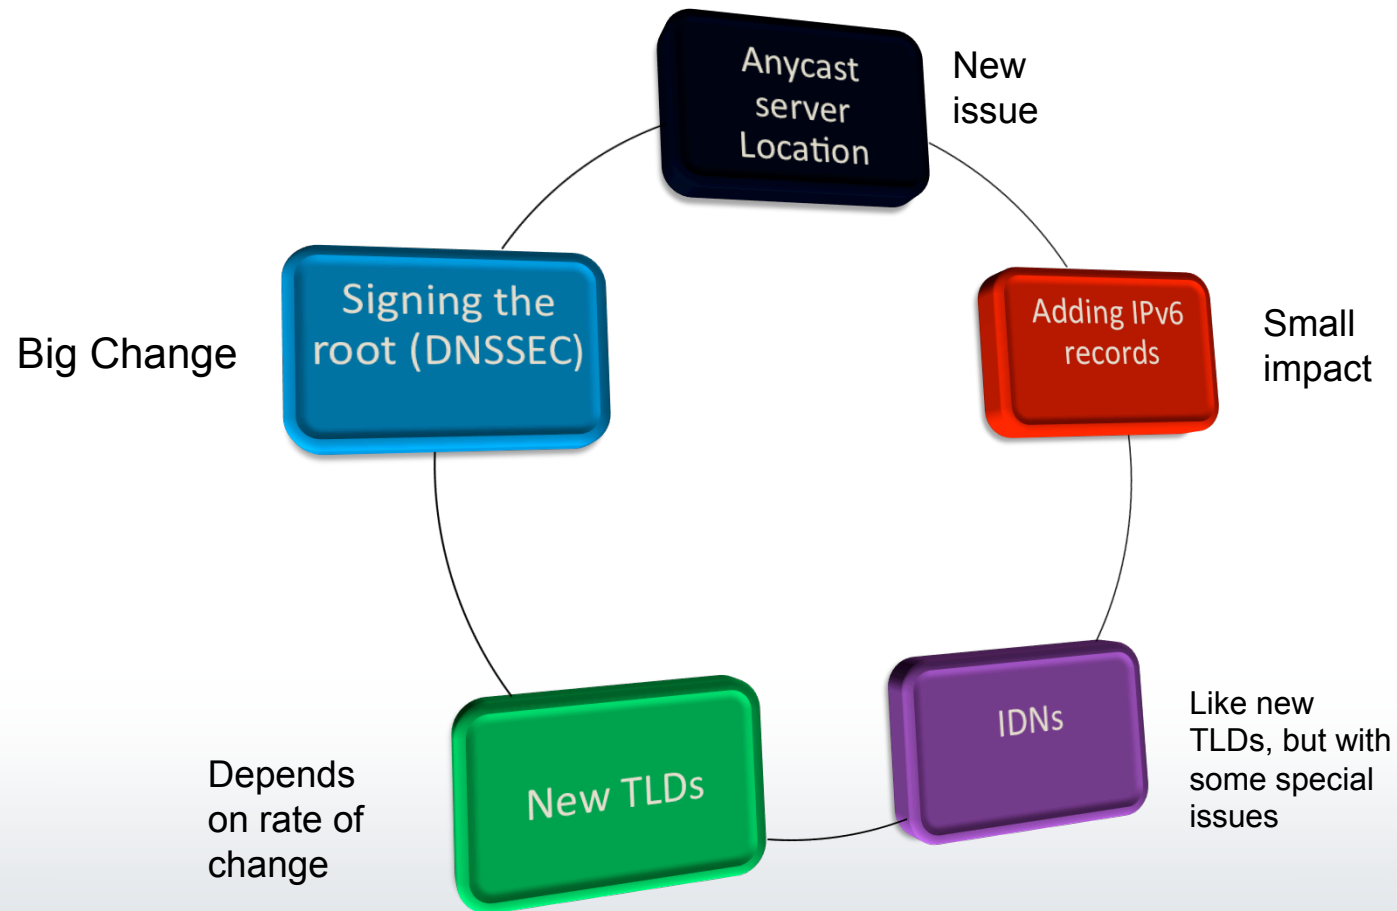 Anycast
server
Location
New
issue
Signing the
root (DNSSEC)
Big Change
Adding IPv6
records
Small
impact
IDNs
Like new
TLDs, but with
some special
issues
New TLDs
Depends
on rate of
change